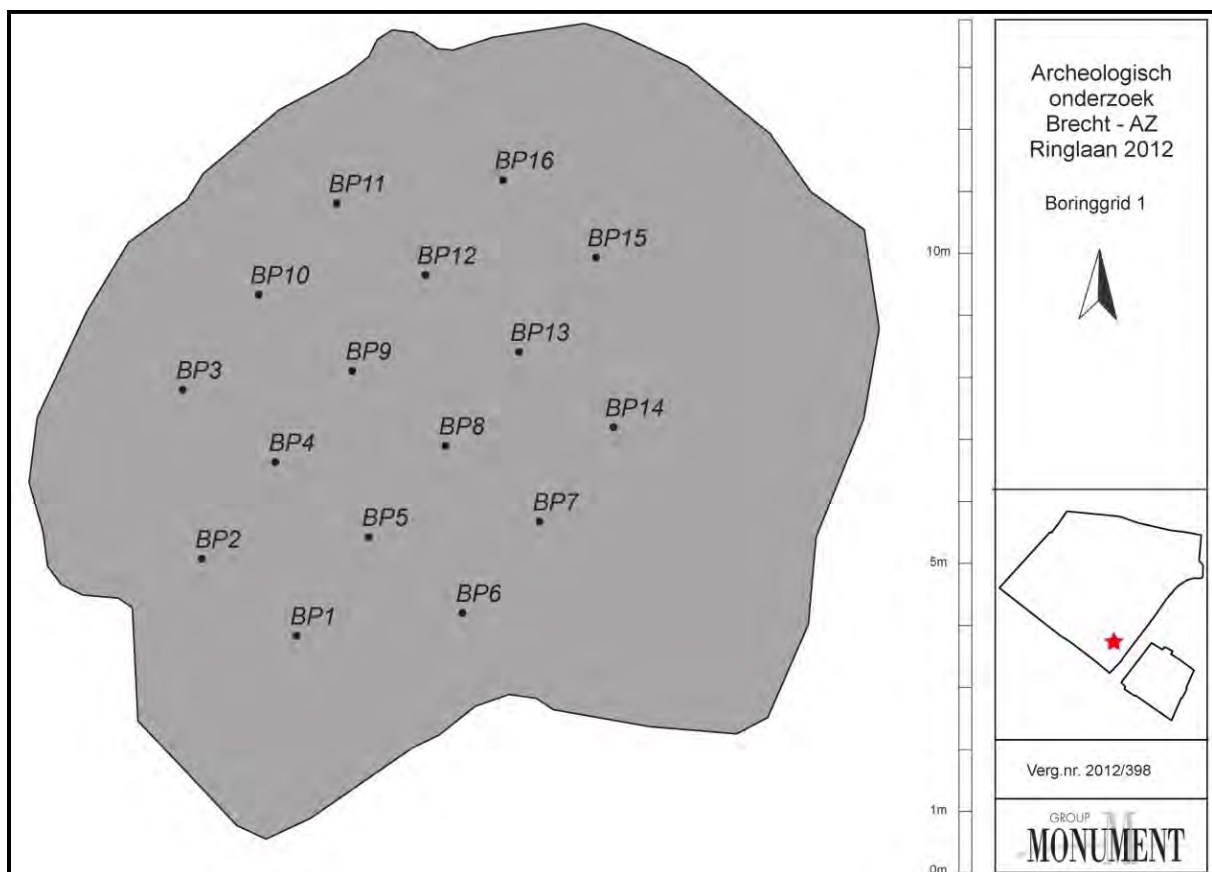 BP16
BP11
BP15
BP12
BP10
BP13
BP9
BP3
BP14
BP8
BP4
BP7
BP5
BP2
BP6
BP1
10m
5m
1m
0m
Archeologisch
onderzoek
Brecht - AZ
Ringlaan 2012
Boringgrid 1
Verg.nr. 2012/398
GROUP
M
MONUMENT